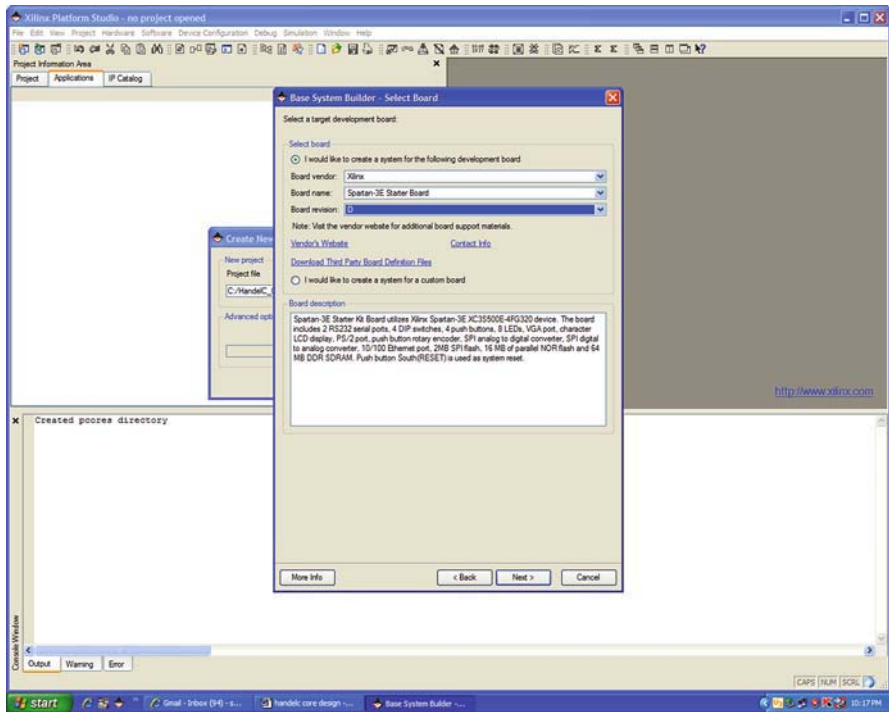 Xilinx Platform Studio - no project opened
File Edit View Project Hardware Software Device Configuration Debug Simulation Window Help
Project Information Area
Project Applications IP Catalog
Base System Builder - Select Board
Select a target development board:
Select board
I would like to create a system for the following development board
Board vendor: Xilinx
Board name: Spartan-3E Starter Board
Board revision: D
Note: Visit the vendor website for additional board support materials.
Vendor's Website Contact Info
Download Third Party Board Definition Files
I would like to create a system for a custom board
Board description
Spartan-3E Starter Kit Board utilizes Xilinx Spartan-3E XC3S500E-4FG320 device. The board
includes 2 RS232 serial ports, 4 DIP switches, 4 push buttons, 8 LEDs, VGA port, character
LCD display, PS/2 port, push button rotary encoder, SPI analog to digital converter, SPI digital
to analog converter, 10/100 Ethernet port, 2MB SPI flash, 16 MB of parallel NOR flash and 64
MB DDR SDRAM. Push button South(RESET) is used as system reset.
More Info < Back Next > Cancel
Create New
New project
Project file
C:/HandelC_
Advanced opt
http://www.xilinx.com
Created pcores directory
Console Window
Output Warning Error
CAPS NUM SCRL
start Gmail - Inbox (94) - s... handelc core design -... Base System Builder -... 10:17 PM